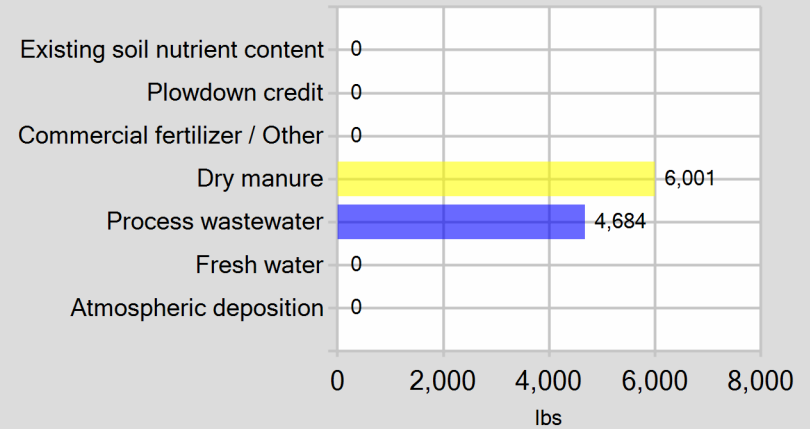 Existing soil nutrient content 0
Plowdown credit 0
Commercial fertilizer / Other 0
Dry manure 6,001
Process wastewater 4,684
Fresh water 0
Atmospheric deposition 0
0 2,000 4,000 6,000 8,000
lbs